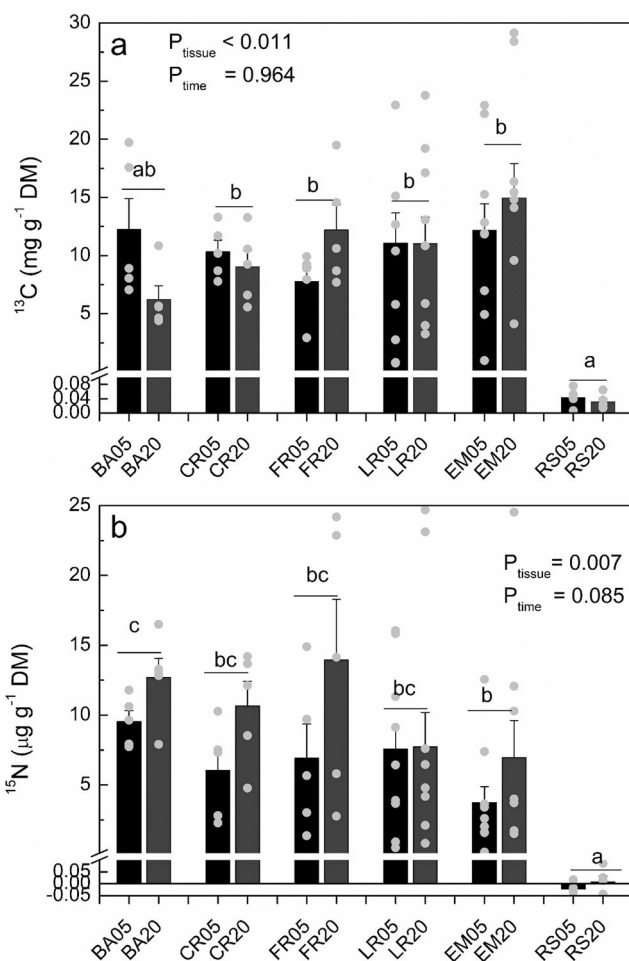 a
P_tissue < 0.011
P_time = 0.964
¹³C (mg g⁻¹ DM)
30
25
20
15
10
5
0.08
0.04
0.00
ab
b
b
b
b
a
BA05 BA20 CR05 CR20 FR05 FR20 LR05 LR20 EM05 EM20 RS05 RS20
b
P_tissue = 0.007
P_time = 0.085
¹⁵N (µg g⁻¹ DM)
25
20
15
10
5
0.05
0.00
-0.05
c
bc
bc
bc
b
a
BA05 BA20 CR05 CR20 FR05 FR20 LR05 LR20 EM05 EM20 RS05 RS20